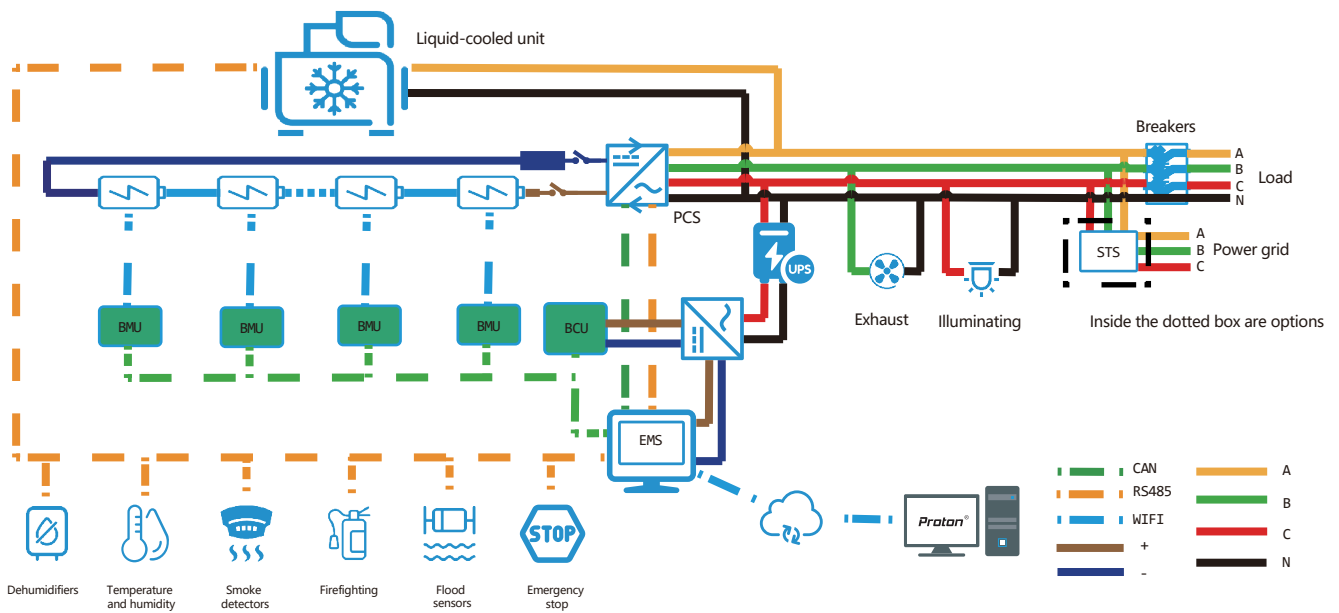 Liquid-cooled unit
Breakers
A
B
C
N
Load
PCS
STS
A
B
C
Power grid
UPS
Exhaust
Illuminating
Inside the dotted box are options
BMU
BMU
BMU
BMU
BCU
EMS
CAN
RS485
WIFI
+
-
A
B
C
N
Proton®
STOP
Dehumidifiers
Temperature
and humidity
Smoke
detectors
Firefighting
Flood
sensors
Emergency
stop